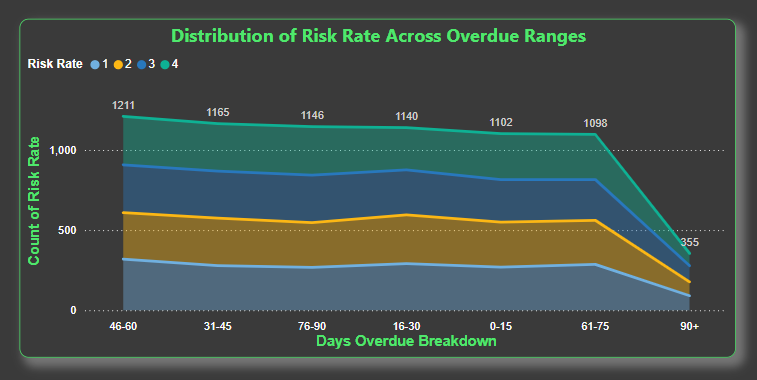 Distribution of Risk Rate Across Overdue Ranges
Risk Rate 1 2 3 4
1211 1165 1146 1140 1102 1098 355
Count of Risk Rate
1,000
500
0
46-60 31-45 76-90 16-30 0-15 61-75 90+
Days Overdue Breakdown